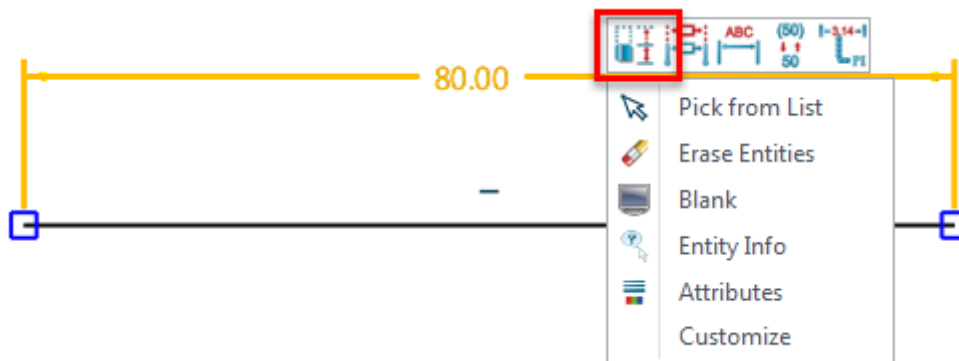 ABC
(50)
50
3.14
PI
80.00
Pick from List
Erase Entities
Blank
Entity Info
Attributes
Customize